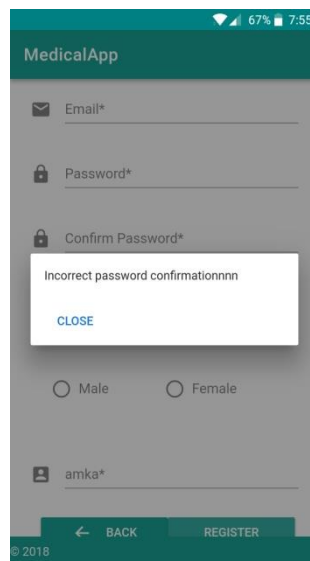 67% 7:55
MedicalApp
Email*
Password*
Confirm Password*
Incorrect password confirmationnnn
CLOSE
Male Female
amka*
← BACK REGISTER
© 2018